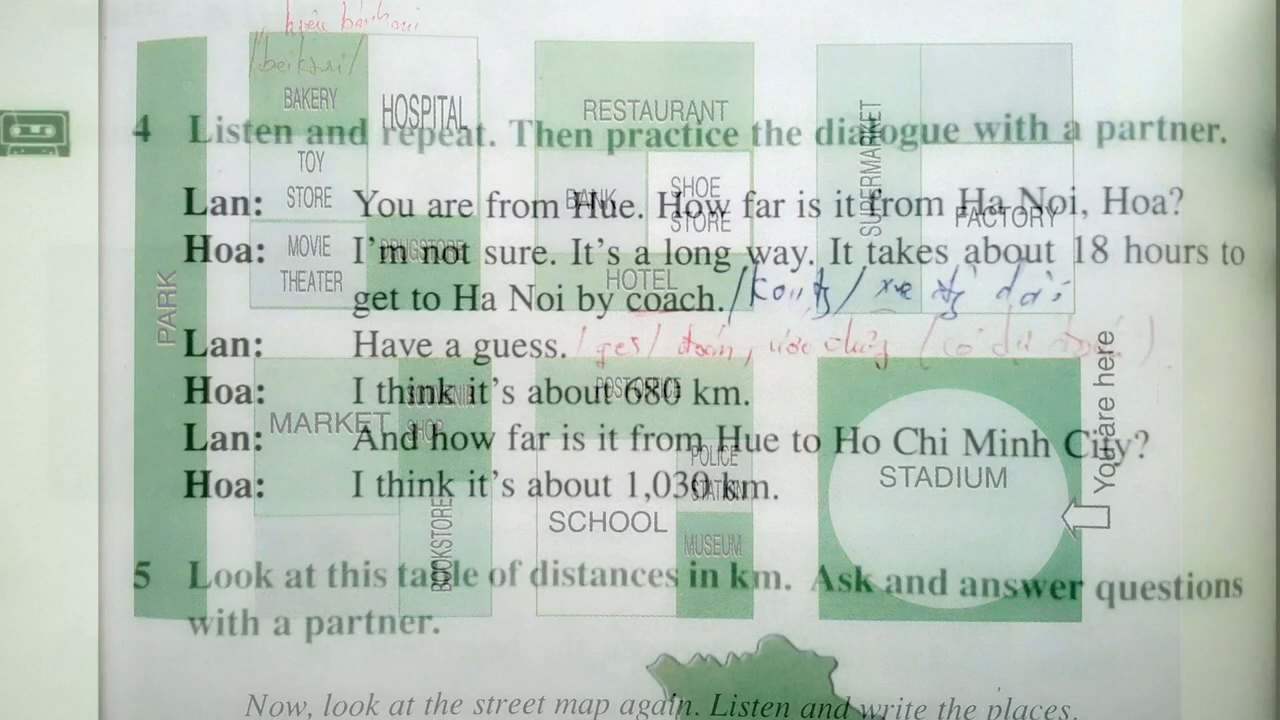 BAKERY
HOSPITAL
RESTAURANT
SUPERMARKET
4 Listen and repeat. Then practice the dialogue with a partner.
TOY
STORE
BANK
SHOE
STORE
FACTORY
Lan: You are from Hue. How far is it from Ha Noi, Hoa?
Hoa: I'm not sure. It's a long way. It takes about 18 hours to
get to Ha Noi by coach.
MOVIE
THEATER
DRUGSTORE
HOTEL
PARK
Lan: Have a guess.
You are here
Hoa: I think it's about 680 km.
SOUVENIR
SHOP
POST OFFICE
MARKET
Lan: And how far is it from Hue to Ho Chi Minh City?
POLICE
STATION
STADIUM
Hoa: I think it's about 1,030 km.
SCHOOL
BOOKSTORE
MUSEUM
5 Look at this table of distances in km. Ask and answer questions
with a partner.
Now, look at the street map again. Listen and write the places.